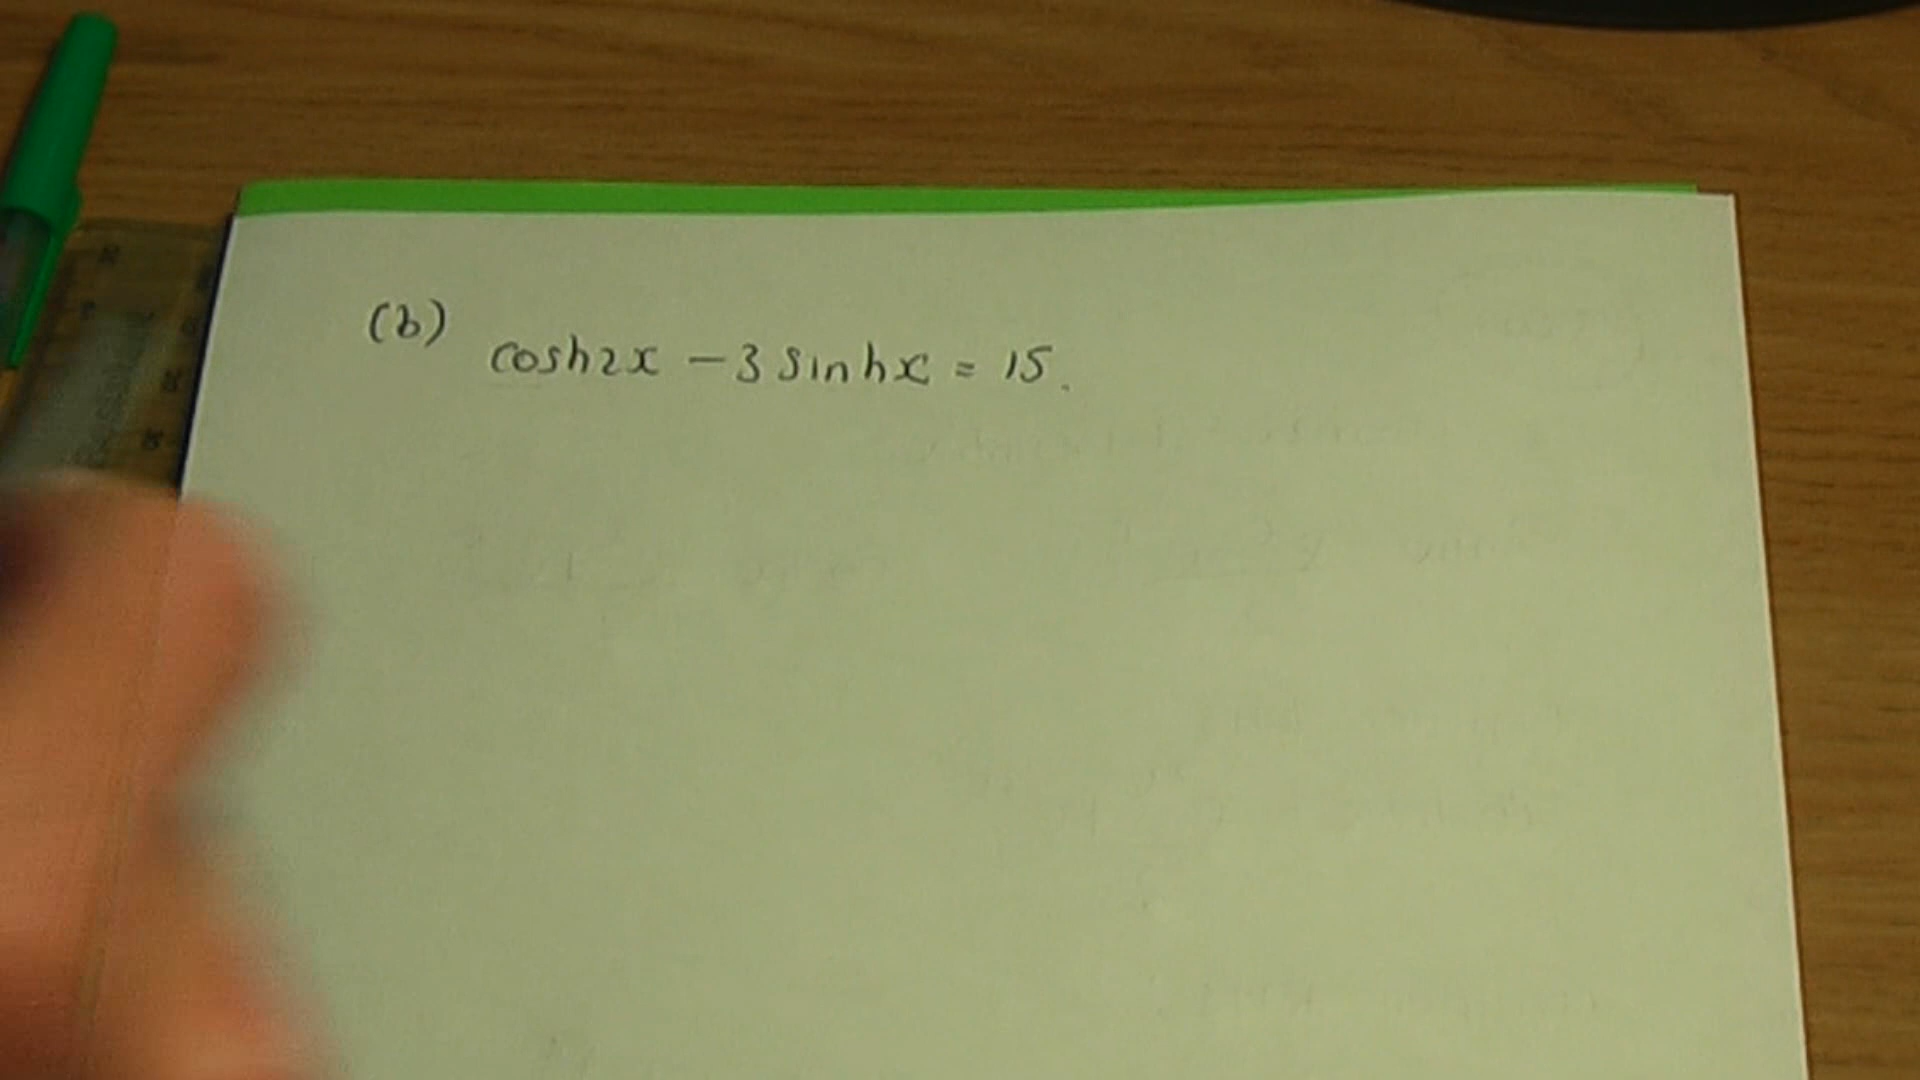 (b)
cosh2x - 3 sinhx = 15.